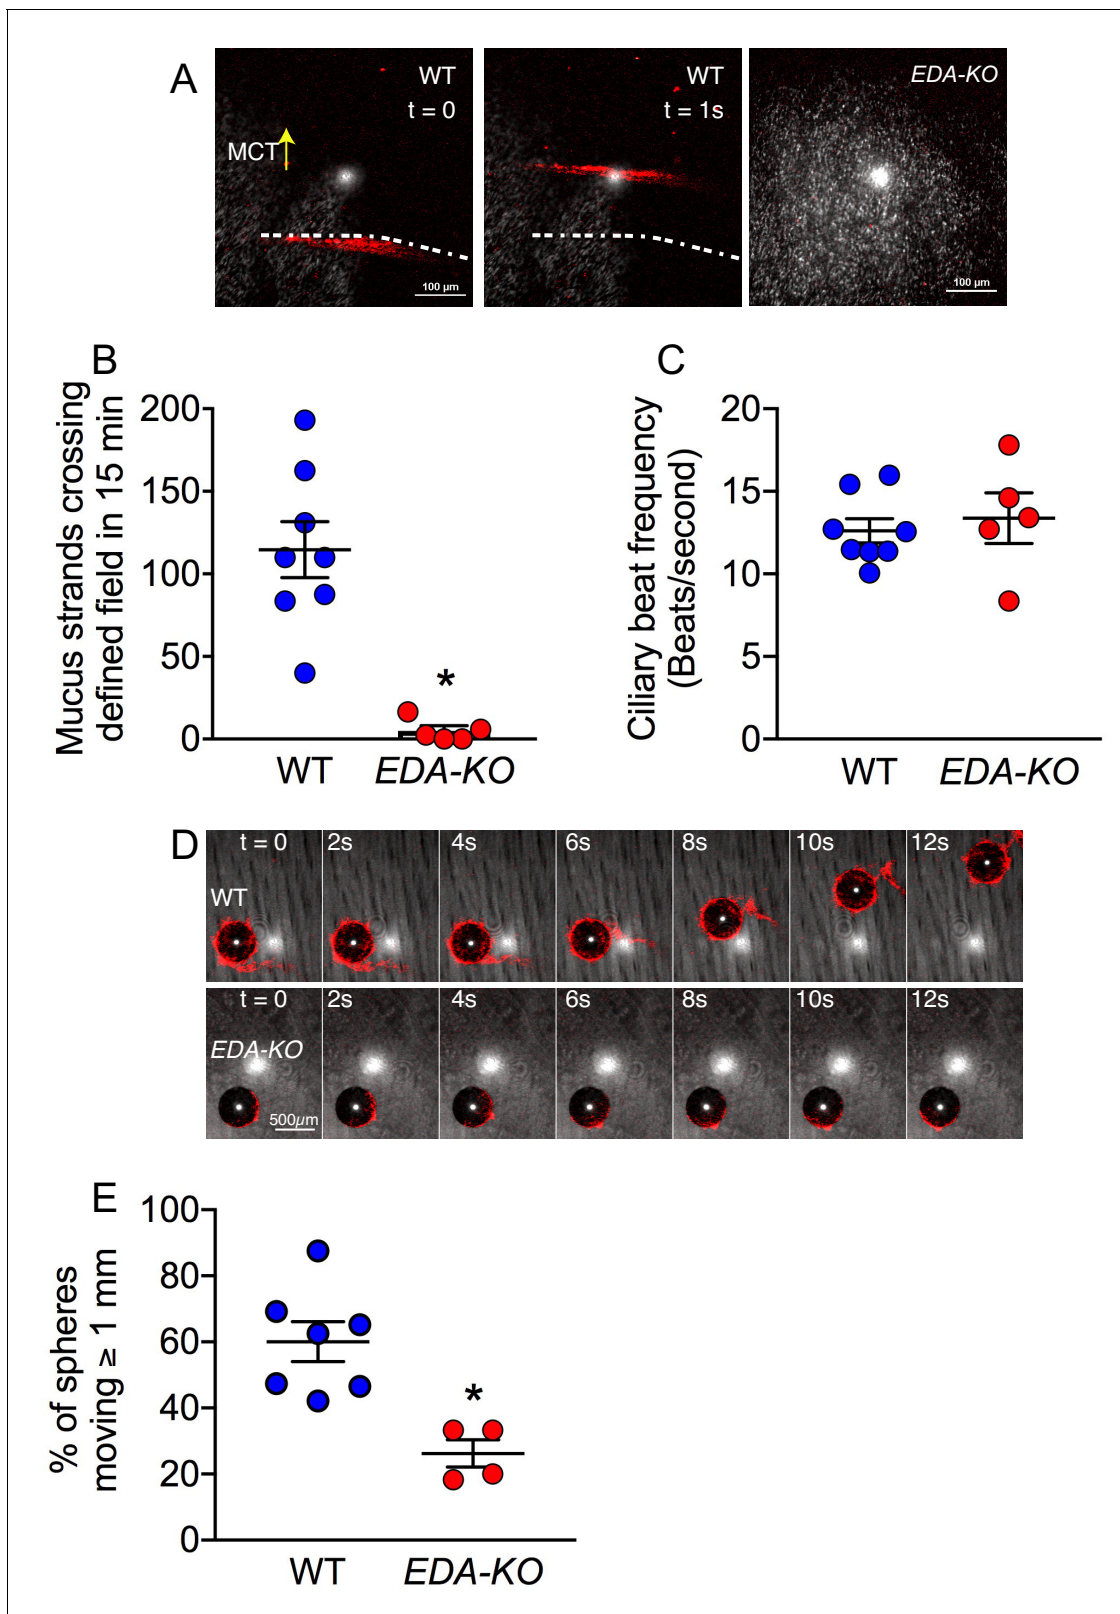 A
WT
t = 0
MCT
100 µm
WT
t = 1s
EDA-KO
100 µm
B
Mucus strands crossing
defined field in 15 min
200
150
100
50
0
*
WT
EDA-KO
C
Ciliary beat frequency
(Beats/second)
20
15
10
5
0
WT
EDA-KO
D
t = 0
2s
4s
6s
8s
10s
12s
WT
t = 0
2s
4s
6s
8s
10s
12s
EDA-KO
500µm
E
% of spheres
moving ≥ 1 mm
100
80
60
40
20
0
*
WT
EDA-KO